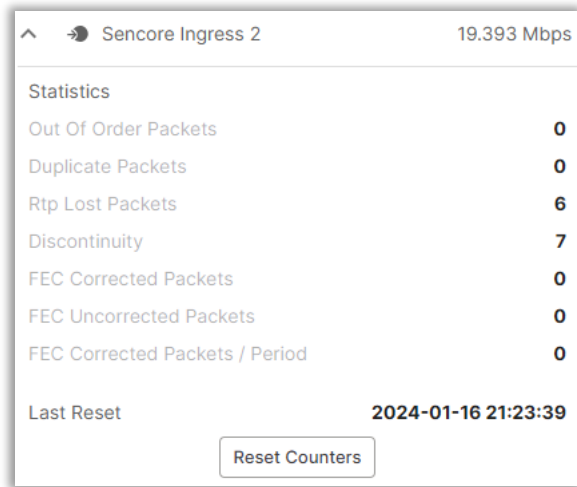 Sencore Ingress 2 19.393 Mbps
Statistics
Out Of Order Packets 0
Duplicate Packets 0
Rtp Lost Packets 6
Discontinuity 7
FEC Corrected Packets 0
FEC Uncorrected Packets 0
FEC Corrected Packets / Period 0
Last Reset 2024-01-16 21:23:39
Reset Counters